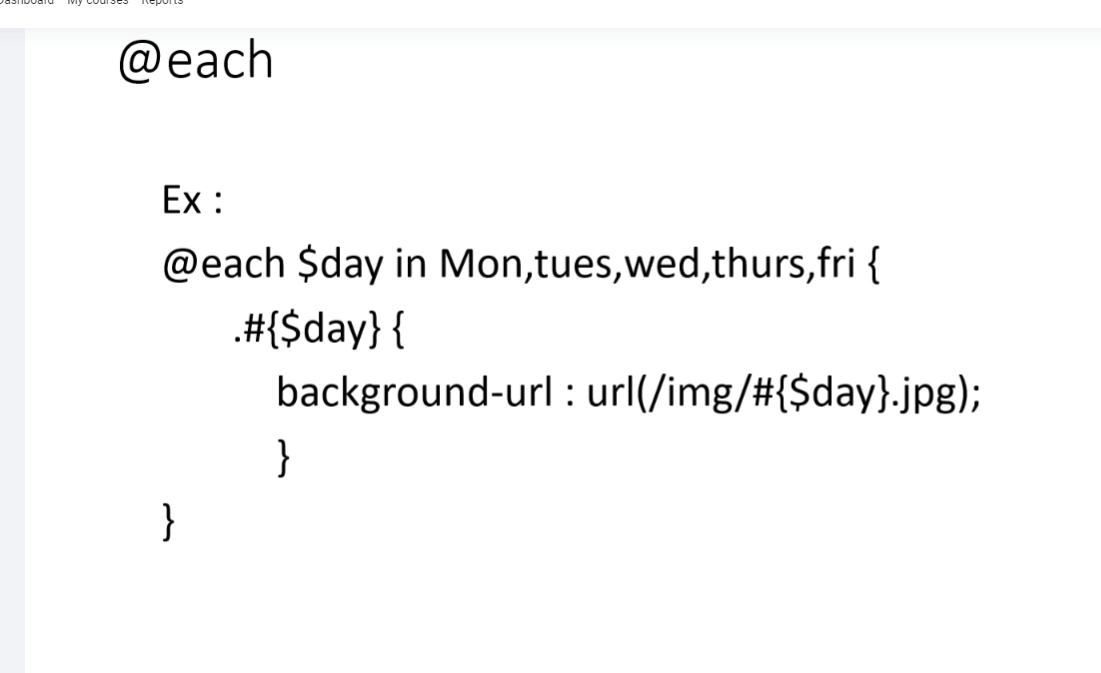 Dashboard My courses Reports
@each
Ex :
@each $day in Mon,tues,wed,thurs,fri {
.#{$day} {
background-url : url(/img/#{$day}.jpg);
}
}